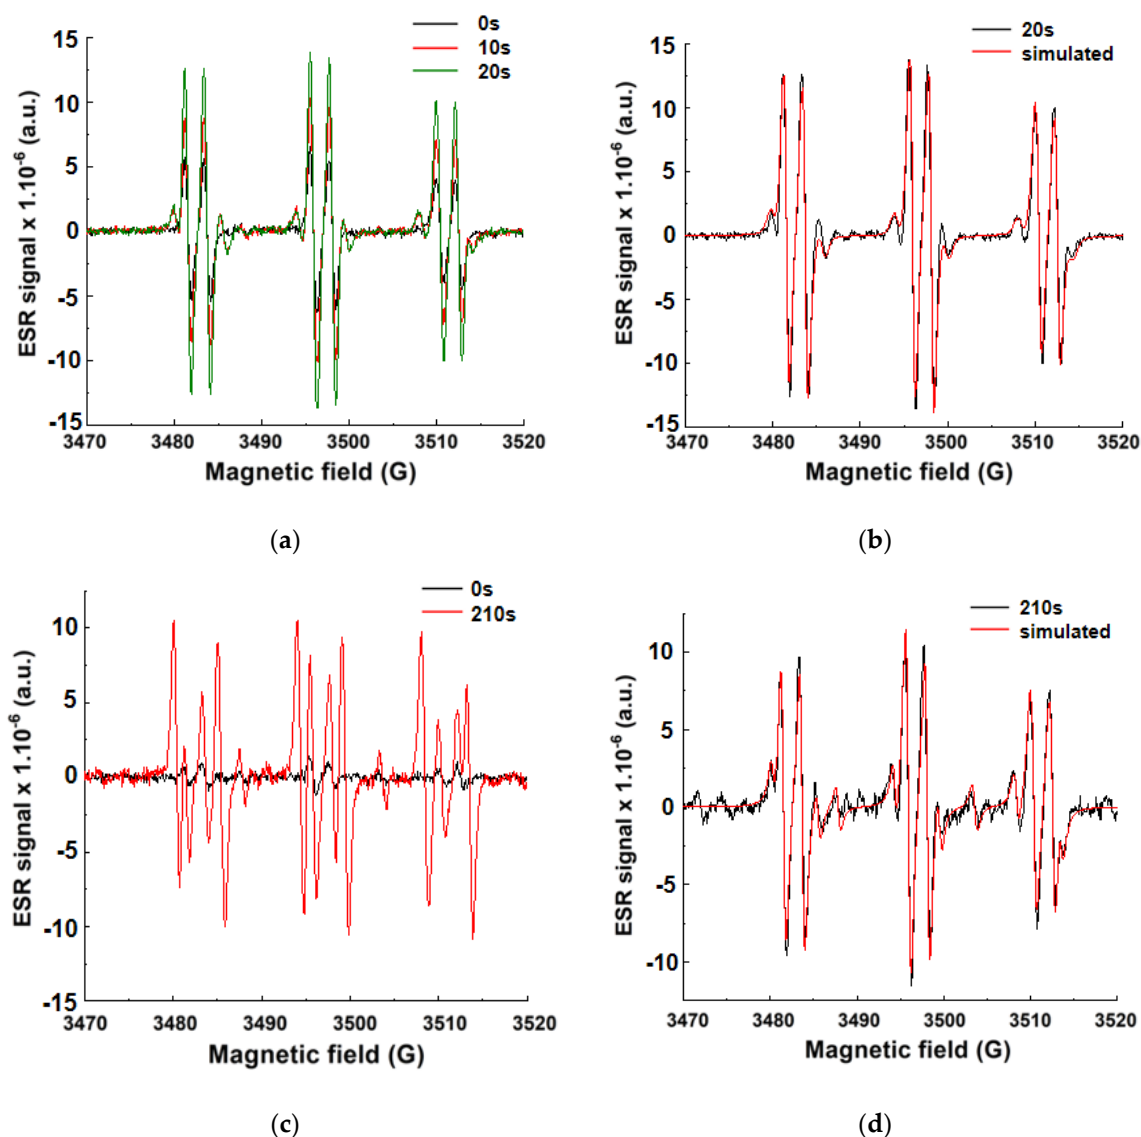 0s
10s
20s
15
10
5
0
-5
-10
-15
3470 3480 3490 3500 3510 3520
ESR signal x 1.10⁻⁶ (a.u.)
Magnetic field (G)
(a)
20s
simulated
15
10
5
0
-5
-10
-15
3470 3480 3490 3500 3510 3520
ESR signal x 1.10⁻⁶ (a.u.)
Magnetic field (G)
(b)
0s
210s
10
5
0
-5
-10
-15
3470 3480 3490 3500 3510 3520
ESR signal x 1.10⁻⁶ (a.u.)
Magnetic field (G)
(c)
210s
simulated
10
5
0
-5
-10
3470 3480 3490 3500 3510 3520
ESR signal x 1.10⁻⁶ (a.u.)
Magnetic field (G)
(d)